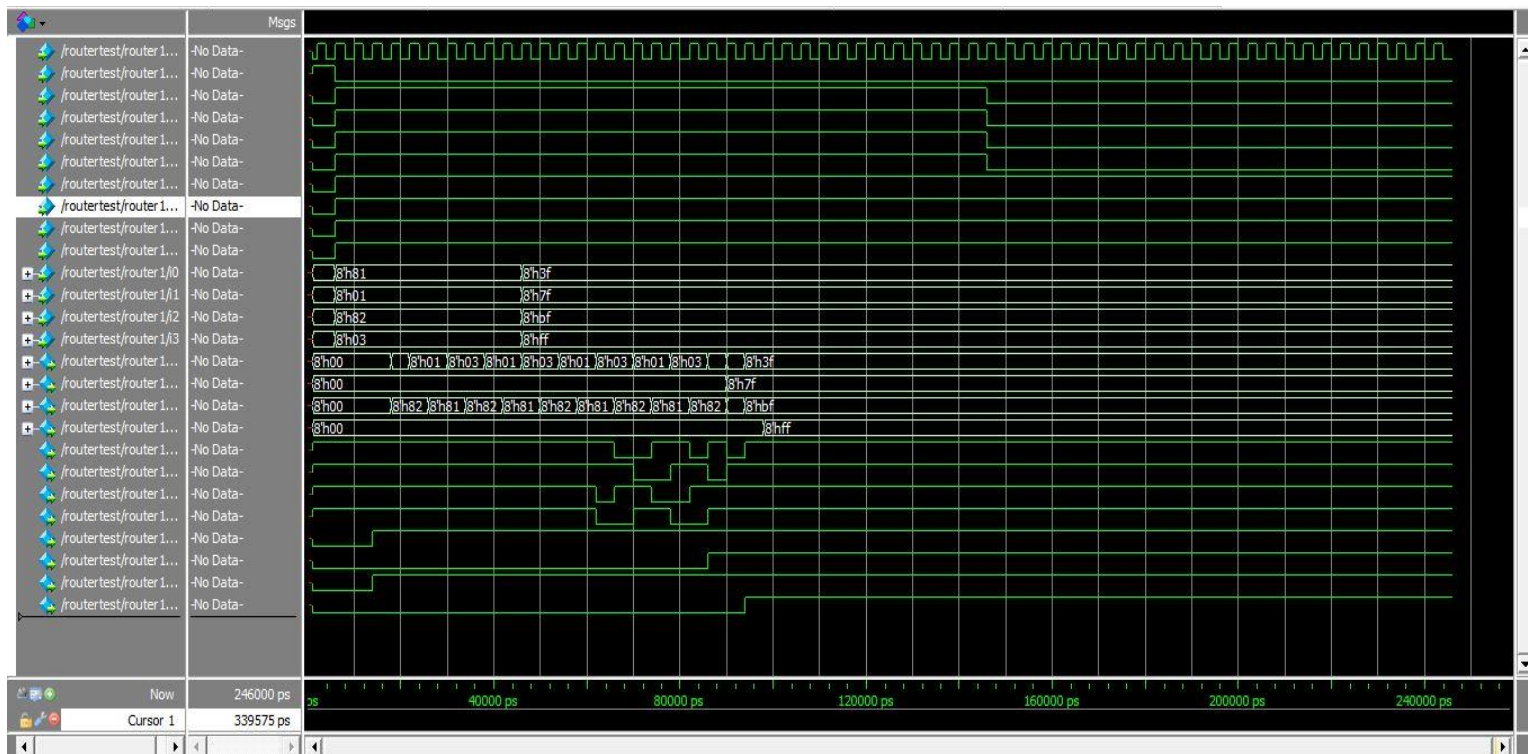 Msgs
/routertest/router1... -No Data-
/routertest/router1... -No Data-
/routertest/router1... -No Data-
/routertest/router1... -No Data-
/routertest/router1... -No Data-
/routertest/router1... -No Data-
/routertest/router1... -No Data-
/routertest/router1... -No Data-
/routertest/router1... -No Data-
/routertest/router1... -No Data-
/routertest/router1/i0 -No Data- 8'h81 8'h3f
/routertest/router1/i1 -No Data- 8'h01 8'h7f
/routertest/router1/i2 -No Data- 8'h82 8'hbf
/routertest/router1/i3 -No Data- 8'h03 8'hff
/routertest/router1... -No Data- 8'h00 8'h01 8'h03 8'h01 8'h03 8'h01 8'h03 8'h01 8'h03 8'h3f
/routertest/router1... -No Data- 8'h00 8'h7f
/routertest/router1... -No Data- 8'h00 8'h82 8'h81 8'h82 8'h81 8'h82 8'h81 8'h82 8'h81 8'h82 8'hbf
/routertest/router1... -No Data- 8'h00 8'hff
/routertest/router1... -No Data-
/routertest/router1... -No Data-
/routertest/router1... -No Data-
/routertest/router1... -No Data-
/routertest/router1... -No Data-
/routertest/router1... -No Data-
/routertest/router1... -No Data-
/routertest/router1... -No Data-
Now 246000 ps ps 40000 ps 80000 ps 120000 ps 160000 ps 200000 ps 240000 ps
Cursor 1 339575 ps